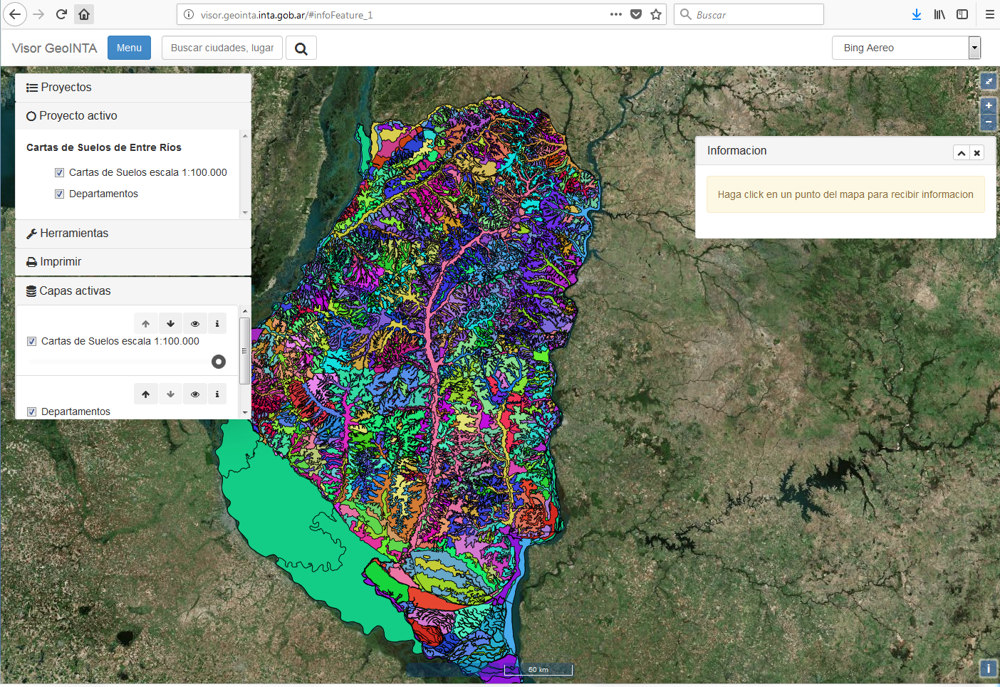 visor.geointa.inta.gob.ar/#infoFeature_1
Buscar
Visor GeoINTA
Menu
Buscar ciudades, lugar
Bing Aereo
Proyectos
Proyecto activo
Cartas de Suelos de Entre Ríos
Cartas de Suelos escala 1:100.000
Departamentos
Herramientas
Imprimir
Capas activas
Cartas de Suelos escala 1:100.000
Departamentos
Informacion
Haga click en un punto del mapa para recibir informacion
50 km